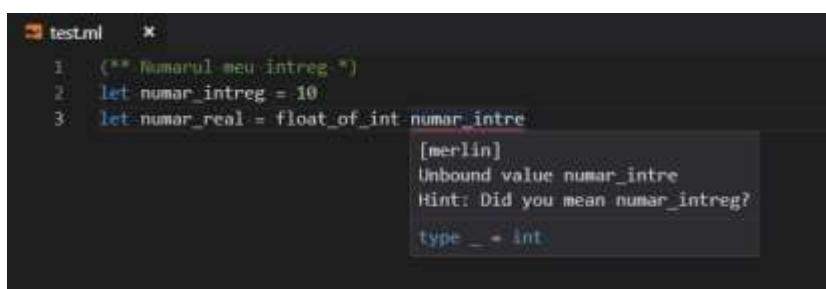 test.ml ×
1 (** Numarul meu intreg *)
2 let numar_intreg = 10
3 let numar_real = float_of_int numar_intre
[merlin]
Unbound value numar_intre
Hint: Did you mean numar_intreg?
type _ = int